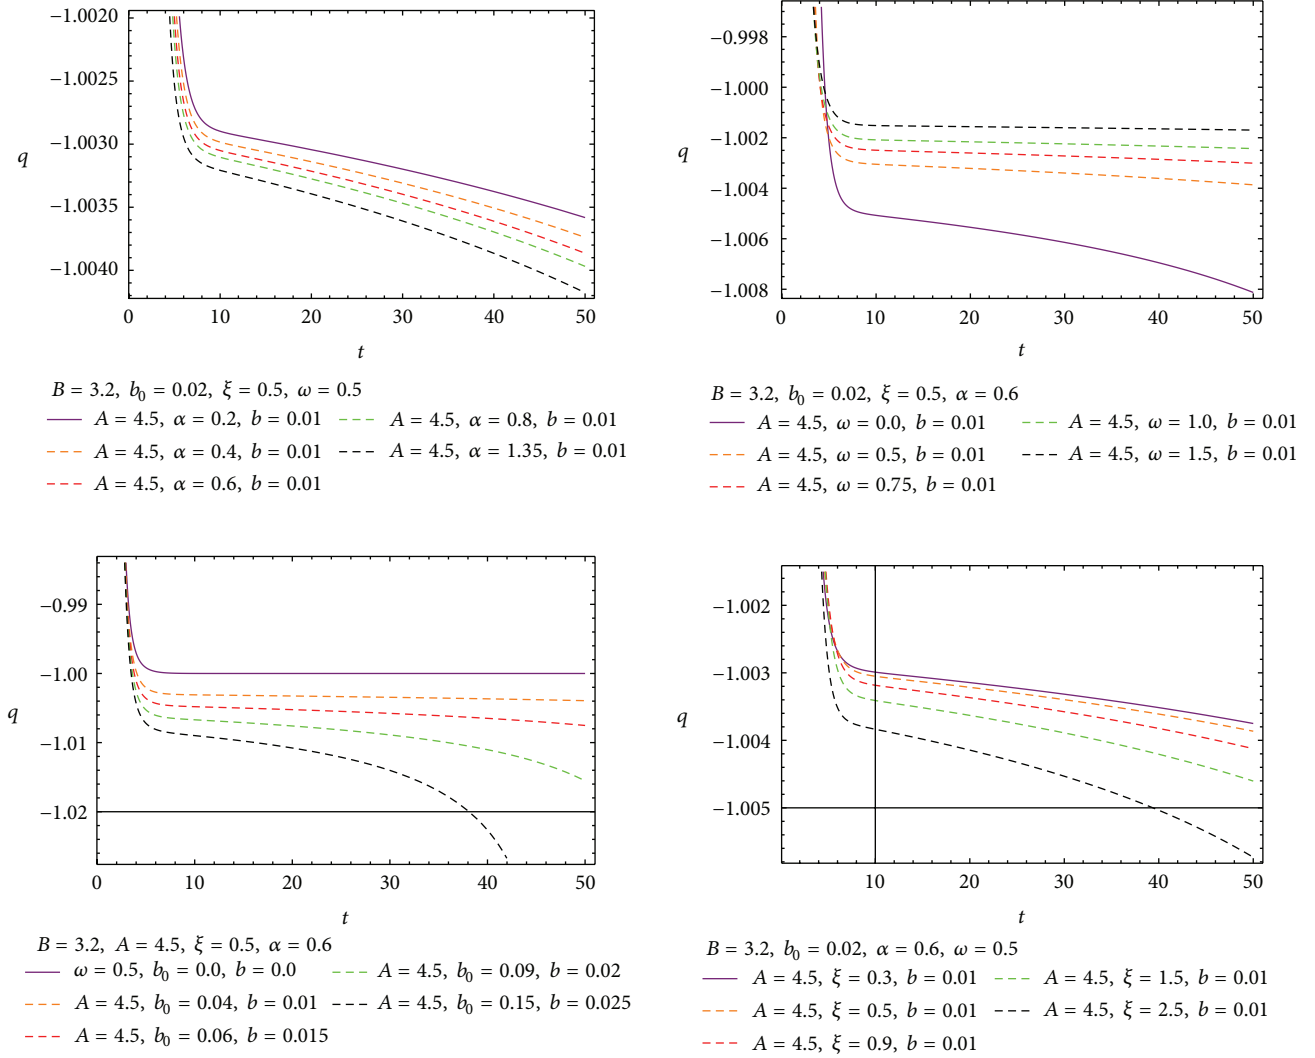 −1.0020
−1.0025
−1.0030
−1.0035
−1.0040
q
0 10 20 30 40 50
t
B = 3.2, b₀ = 0.02, ξ = 0.5, ω = 0.5
A = 4.5, α = 0.2, b = 0.01 A = 4.5, α = 0.8, b = 0.01
A = 4.5, α = 0.4, b = 0.01 A = 4.5, α = 1.35, b = 0.01
A = 4.5, α = 0.6, b = 0.01
−0.998
−1.000
−1.002
−1.004
−1.006
−1.008
q
0 10 20 30 40 50
t
B = 3.2, b₀ = 0.02, ξ = 0.5, α = 0.6
A = 4.5, ω = 0.0, b = 0.01 A = 4.5, ω = 1.0, b = 0.01
A = 4.5, ω = 0.5, b = 0.01 A = 4.5, ω = 1.5, b = 0.01
A = 4.5, ω = 0.75, b = 0.01
−0.99
−1.00
−1.01
−1.02
q
0 10 20 30 40 50
t
B = 3.2, A = 4.5, ξ = 0.5, α = 0.6
ω = 0.5, b₀ = 0.0, b = 0.0 A = 4.5, b₀ = 0.09, b = 0.02
A = 4.5, b₀ = 0.04, b = 0.01 A = 4.5, b₀ = 0.15, b = 0.025
A = 4.5, b₀ = 0.06, b = 0.015
−1.002
−1.003
−1.004
−1.005
q
10 20 30 40 50
t
B = 3.2, b₀ = 0.02, α = 0.6, ω = 0.5
A = 4.5, ξ = 0.3, b = 0.01 A = 4.5, ξ = 1.5, b = 0.01
A = 4.5, ξ = 0.5, b = 0.01 A = 4.5, ξ = 2.5, b = 0.01
A = 4.5, ξ = 0.9, b = 0.01